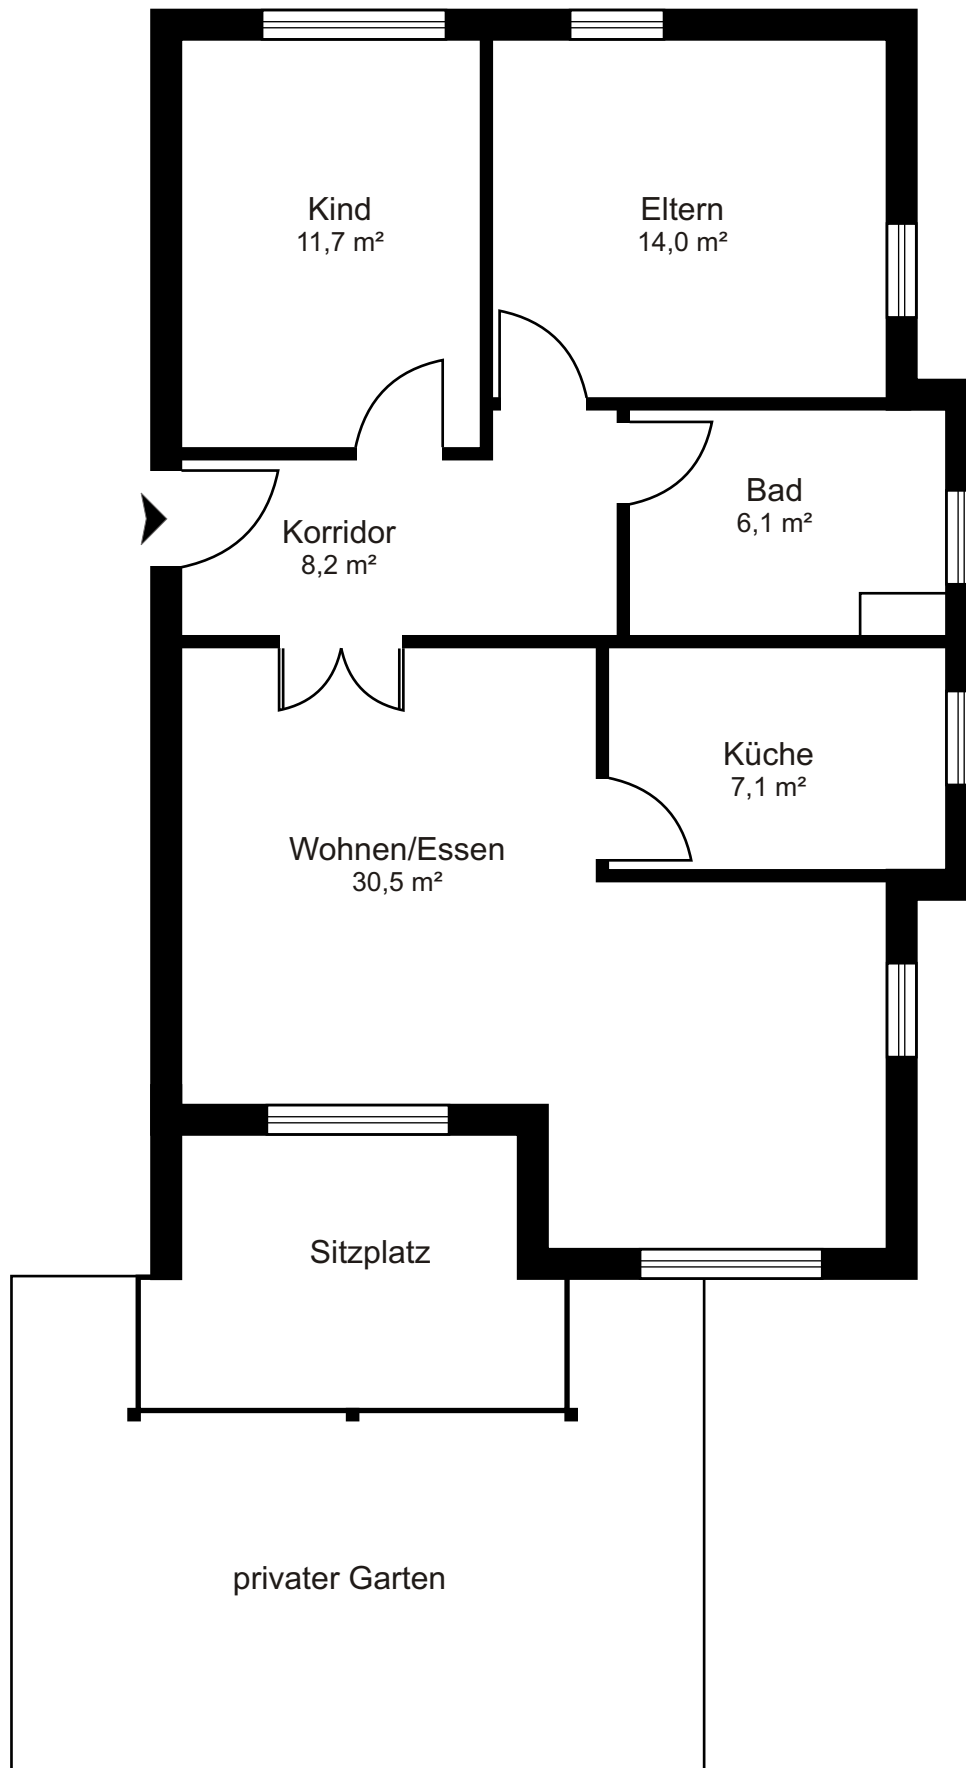 Kind
11,7 m²
Eltern
14,0 m²
Bad
6,1 m²
Korridor
8,2 m²
Küche
7,1 m²
Wohnen/Essen
30,5 m²
Sitzplatz
privater Garten